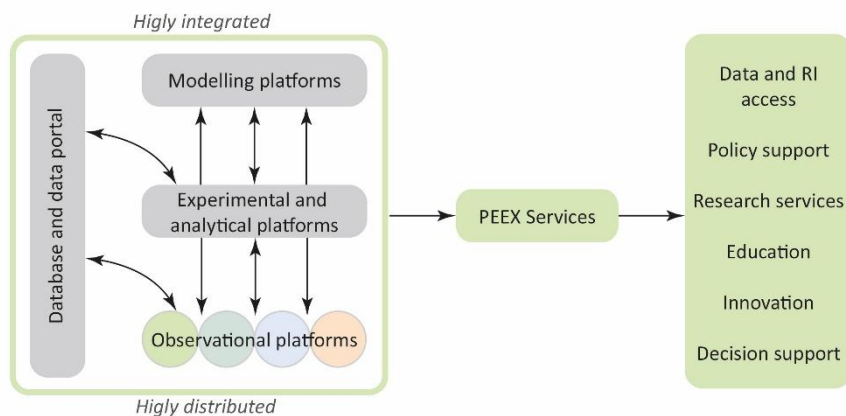 Higly integrated
Database and data portal
Modelling platforms
Experimental and
analytical platforms
Observational platforms
Higly distributed
PEEX Services
Data and RI
access
Policy support
Research services
Education
Innovation
Decision support